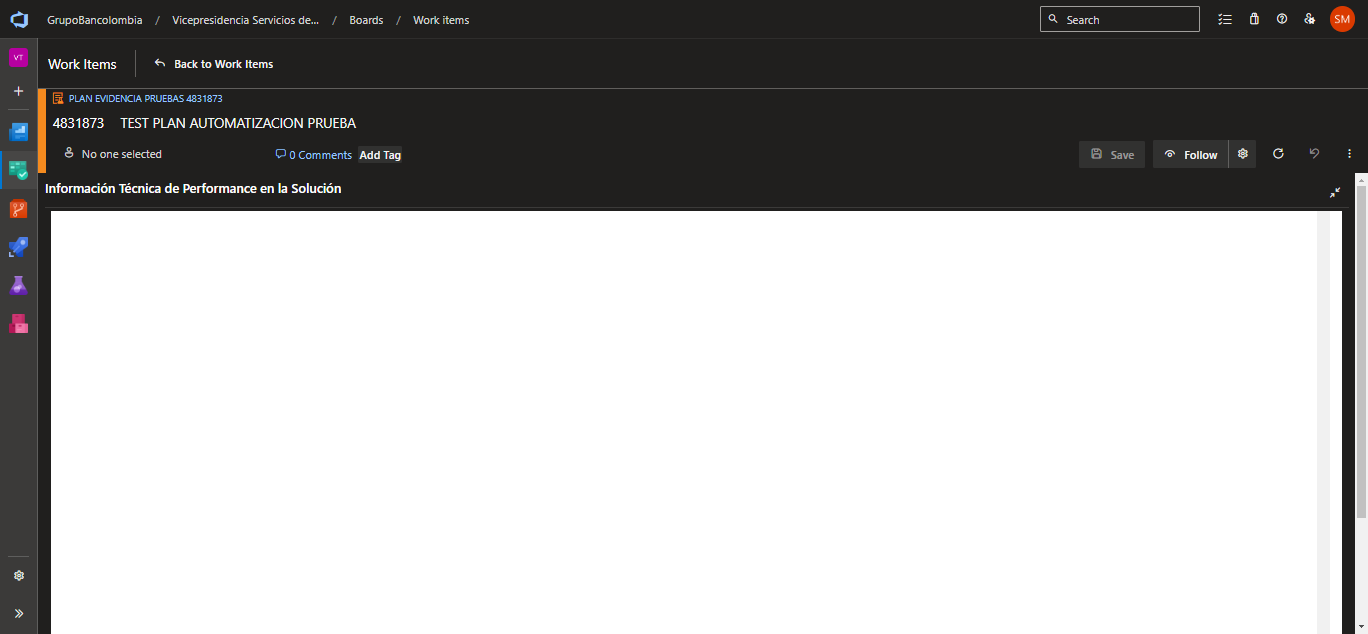 GrupoBancolombia / Vicepresidencia Servicios de... / Boards / Work items
Search
SM
VT
Work Items
Back to Work Items
PLAN EVIDENCIA PRUEBAS 4831873
4831873 TEST PLAN AUTOMATIZACION PRUEBA
No one selected
0 Comments
Add Tag
Save
Follow
Información Técnica de Performance en la Solución